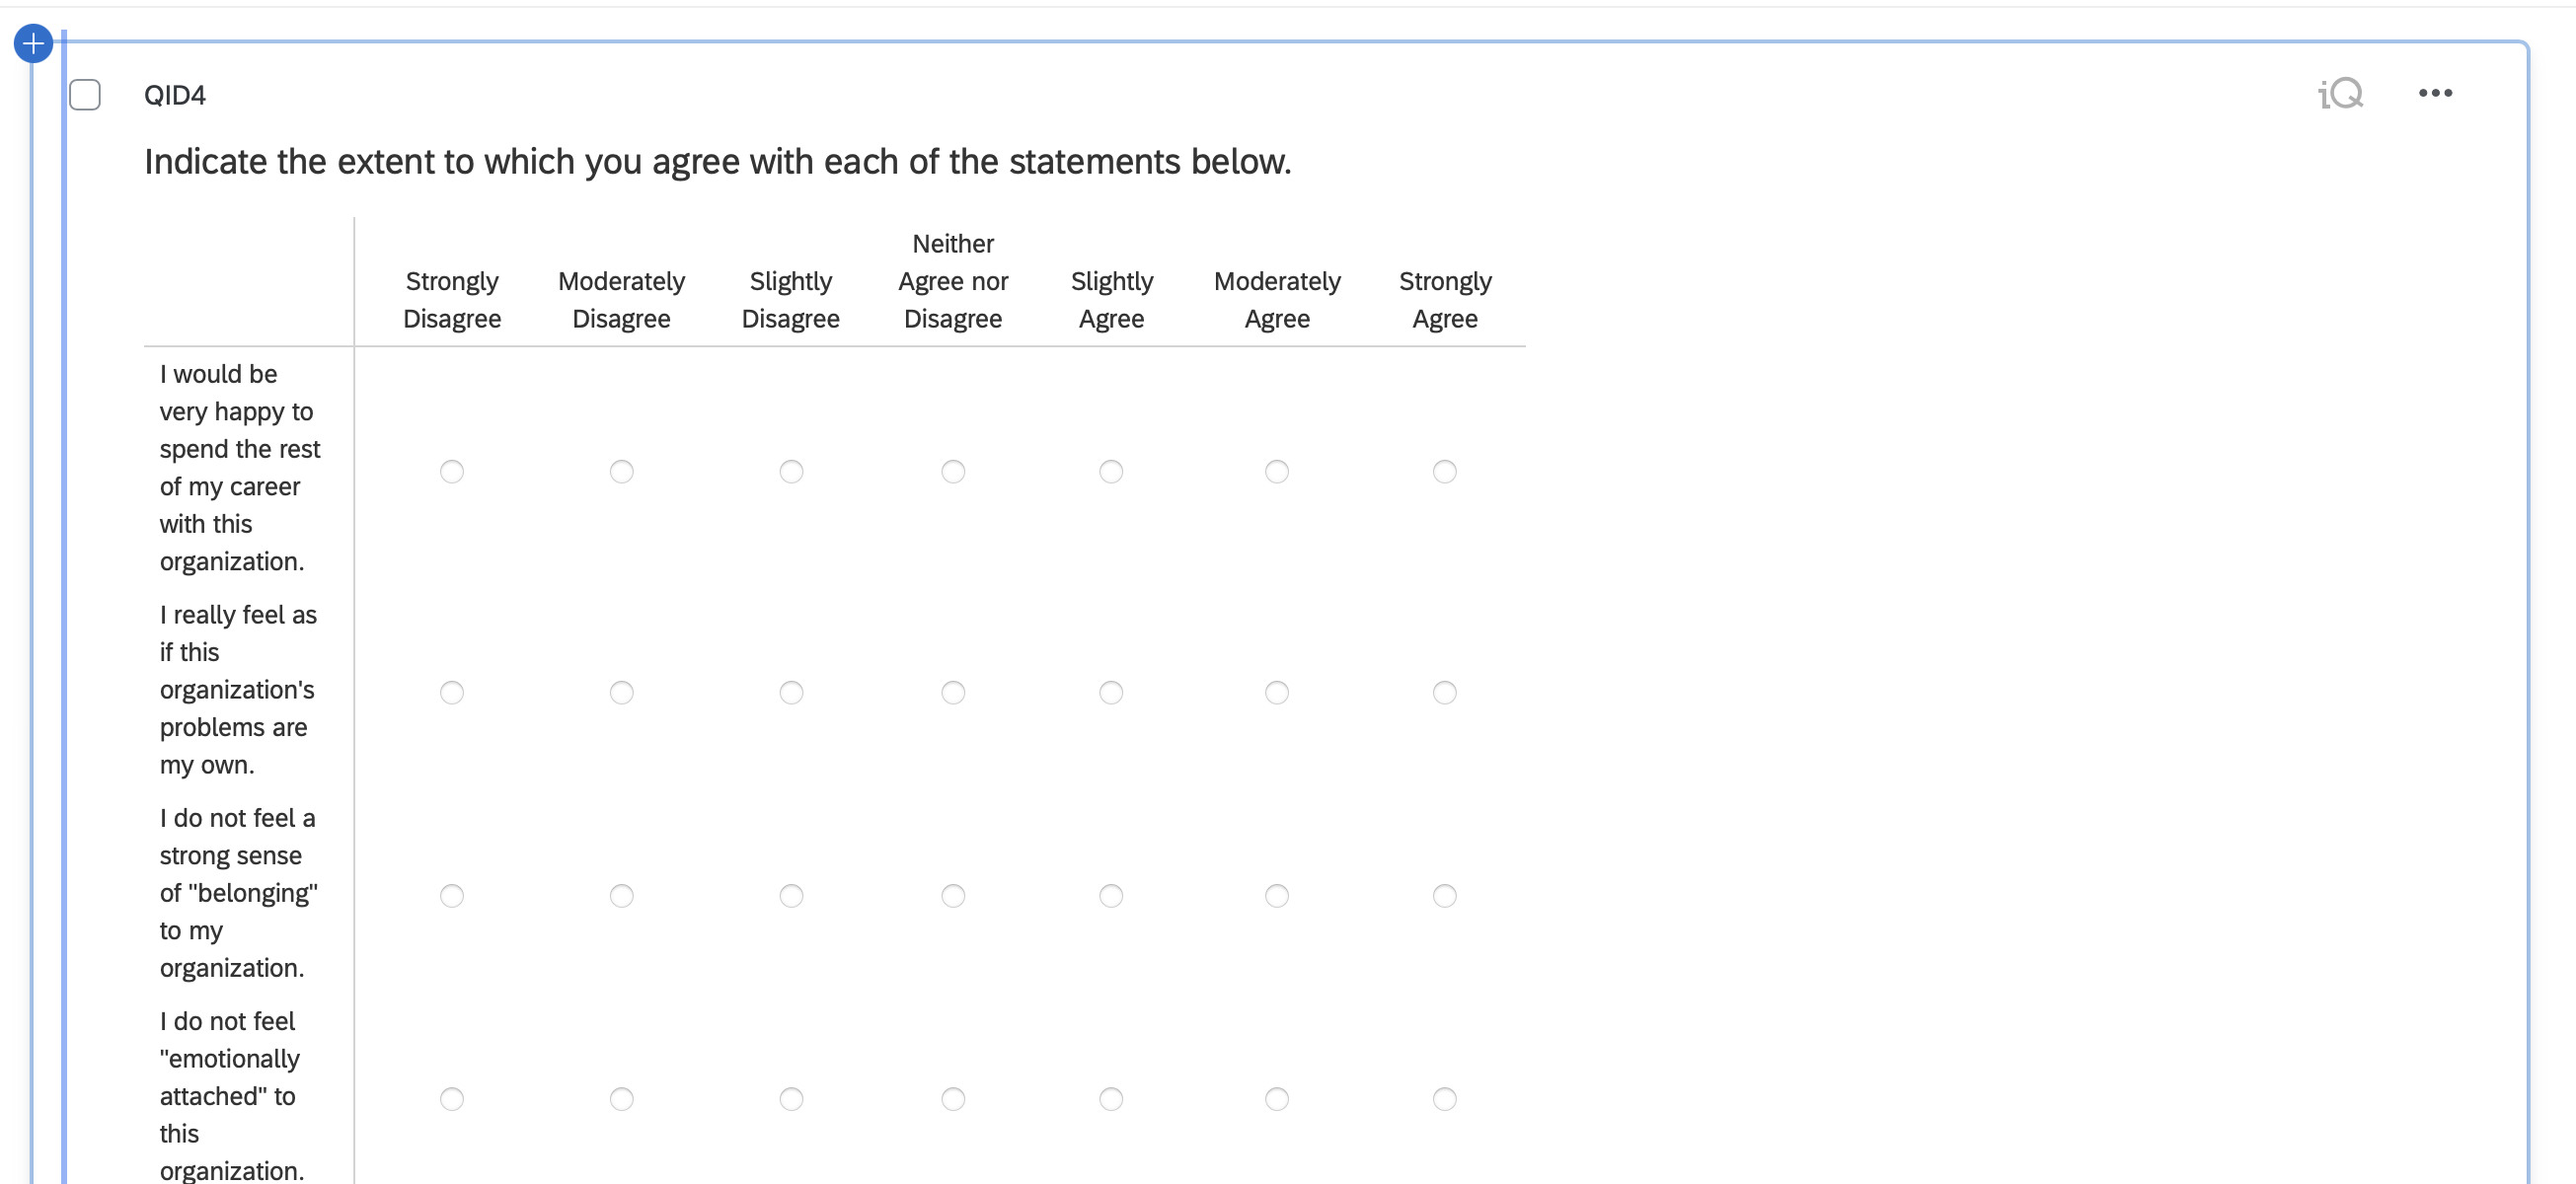 QID4
iQ
Indicate the extent to which you agree with each of the statements below.
Strongly Disagree
Moderately Disagree
Slightly Disagree
Neither Agree nor Disagree
Slightly Agree
Moderately Agree
Strongly Agree
I would be
very happy to
spend the rest
of my career
with this
organization.
I really feel as
if this
organization's
problems are
my own.
I do not feel a
strong sense
of "belonging"
to my
organization.
I do not feel
"emotionally
attached" to
this
organization.